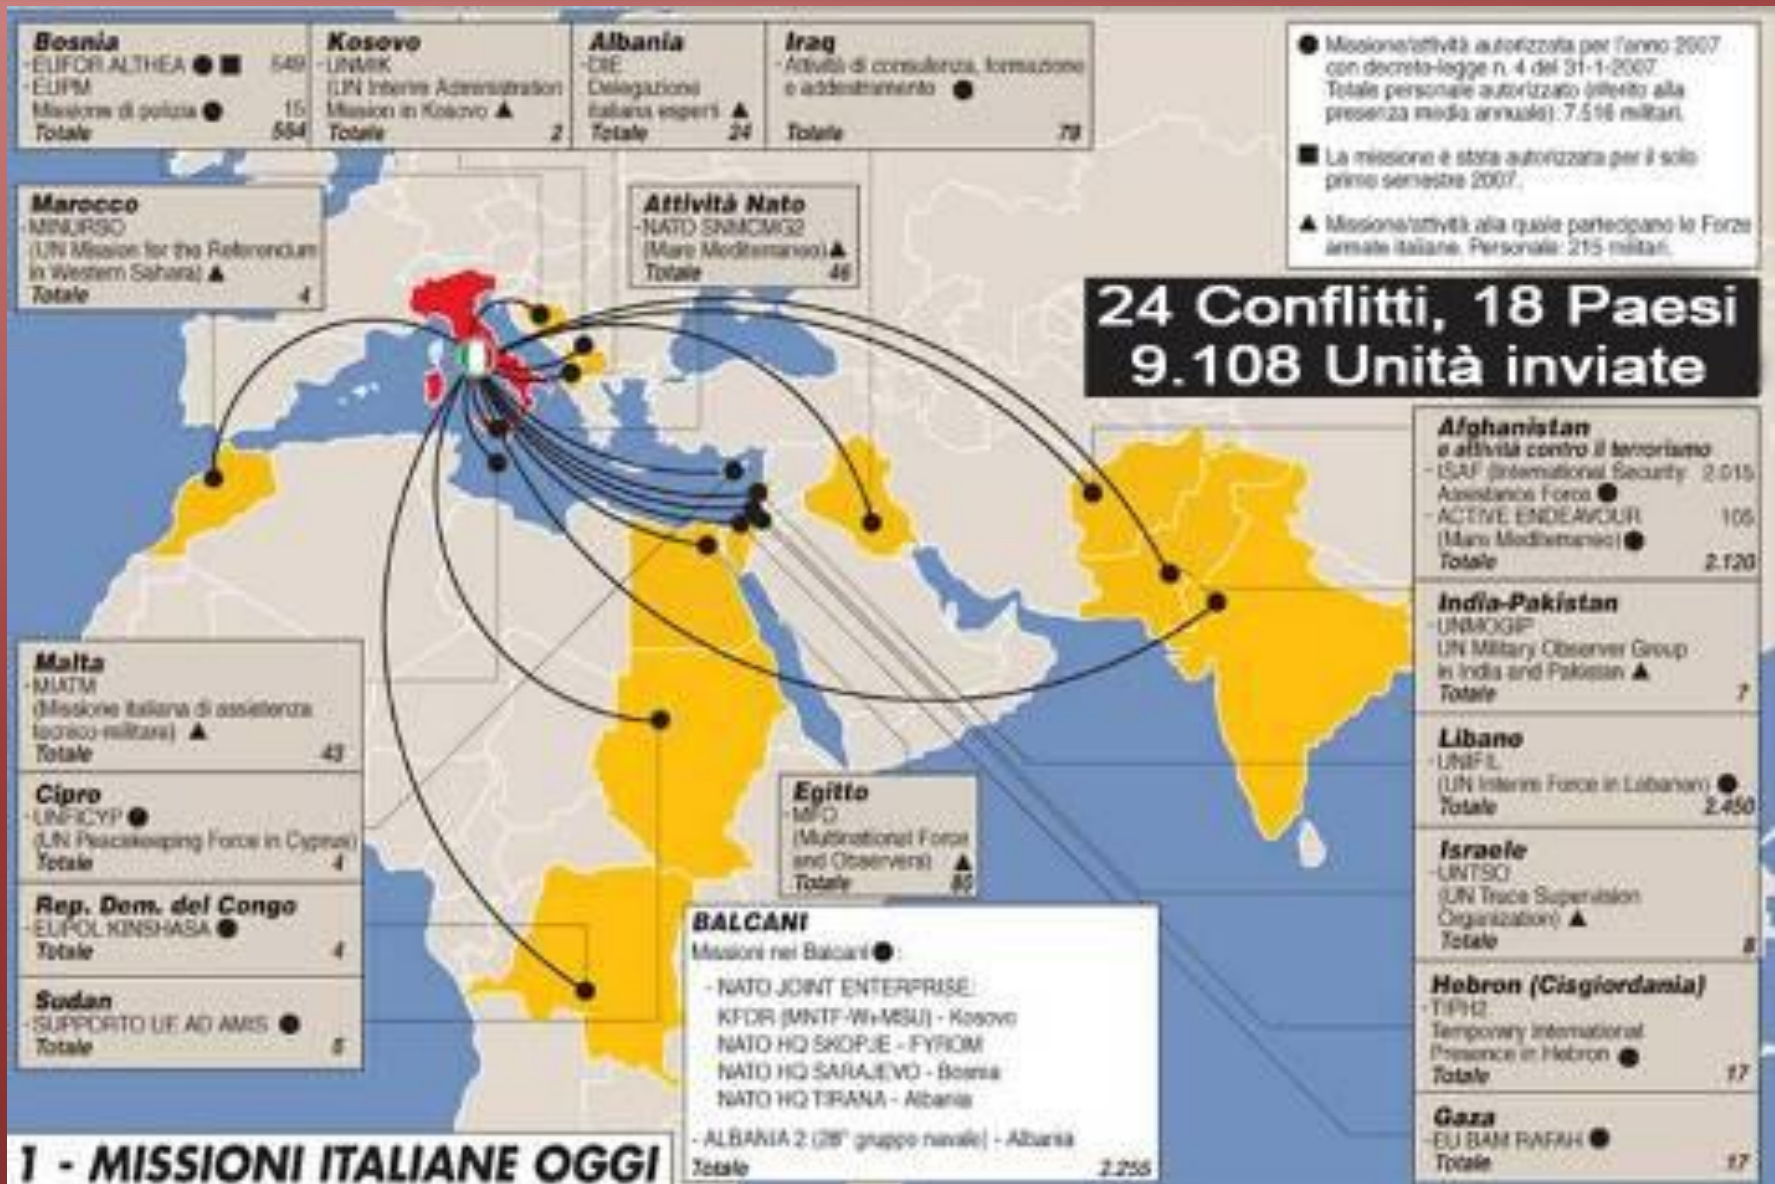 Bosnia
-EUFOR ALTHEA ● ■ 549
-EUPM
Missione di polizia ● 15
Totale 564
Kosovo
-UNMIK
(UN Interim Administration
Mission in Kosovo ▲
Totale 2
Albania
-DIE
Delegazione
italiana esperti ▲
Totale 24
Iraq
-Attività di consulenza, formazione
e addestramento ●
Totale 79
● Missione/attività autorizzata per l'anno 2007
con decreto-legge n. 4 del 31-1-2007.
Totale personale autorizzato (riferito alla
presenza media annuale): 7.516 militari.
■ La missione è stata autorizzata per il solo
primo semestre 2007.
▲ Missione/attività alla quale partecipano le Forze
armate italiane. Personale: 215 militari.
Marocco
-MINURSO
(UN Mission for the Referendum
in Western Sahara) ▲
Totale 4
Attività Nato
-NATO SNMCMG2
(Mare Mediterraneo) ▲
Totale 46
24 Conflitti, 18 Paesi
9.108 Unità inviate
Afghanistan
e attività contro il terrorismo
-ISAF (International Security 2.015
Assistance Force ●
-ACTIVE ENDEAVOUR 105
(Mare Mediterraneo) ●
Totale 2.120
India-Pakistan
-UNMOGIP
UN Military Observer Group
in India and Pakistan ▲
Totale 7
Libano
-UNIFIL
(UN Interim Force in Lebanon) ●
Totale 2.450
Israele
-UNTSO
(UN Truce Supervision
Organization) ▲
Totale 8
Hebron (Cisgiordania)
-TIPH2
Temporary International
Presence in Hebron ●
Totale 17
Gaza
-EU BAM RAFAH ●
Totale 17
Malta
-MIATM
(Missione italiana di assistenza
tecnico-militare) ▲
Totale 43
Cipro
-UNFICYP ●
(UN Peacekeeping Force in Cyprus)
Totale 4
Rep. Dem. del Congo
-EUPOL KINSHASA ●
Totale 4
Sudan
-SUPPORTO UE AD AMIS ●
Totale
Egitto
-MFO
(Multinational Force
and Observers) ▲
Totale
BALCANI
Missioni nei Balcani ● :
- NATO JOINT ENTERPRISE:
KFOR (MNTF-W+MSU) - Kosovo
NATO HQ SKOPJE - FYROM
NATO HQ SARAJEVO - Bosnia
NATO HQ TIRANA - Albania
- ALBANIA 2 (28° gruppo navale) - Albania
Totale 2.255
1 - MISSIONI ITALIANE OGGI